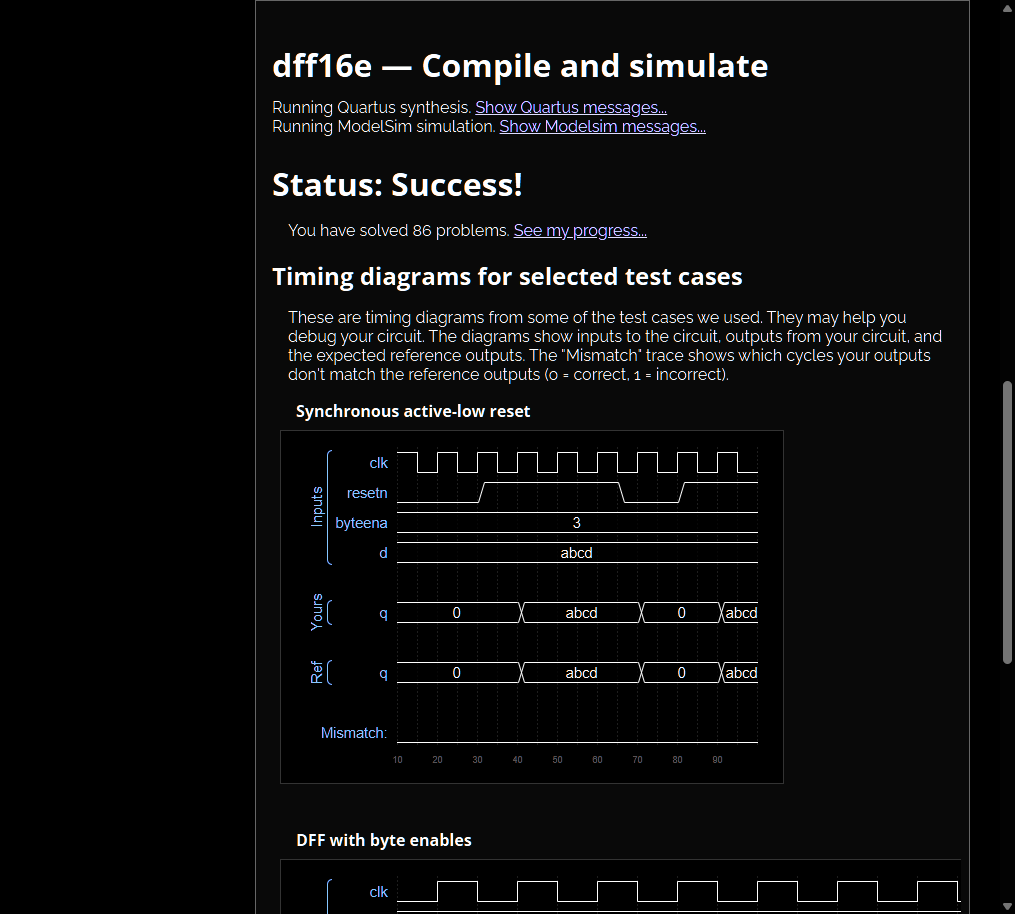 dff16e — Compile and simulate
Running Quartus synthesis. Show Quartus messages...
Running ModelSim simulation. Show Modelsim messages...
Status: Success!
You have solved 86 problems. See my progress...
Timing diagrams for selected test cases
These are timing diagrams from some of the test cases we used. They may help you
debug your circuit. The diagrams show inputs to the circuit, outputs from your circuit, and
the expected reference outputs. The "Mismatch" trace shows which cycles your outputs
don't match the reference outputs (0 = correct, 1 = incorrect).
Synchronous active-low reset
Inputs
clk
resetn
byteena 3
d abcd
Yours
q 0 abcd 0 abcd
Ref
q 0 abcd 0 abcd
Mismatch:
10 20 30 40 50 60 70 80 90
DFF with byte enables
clk